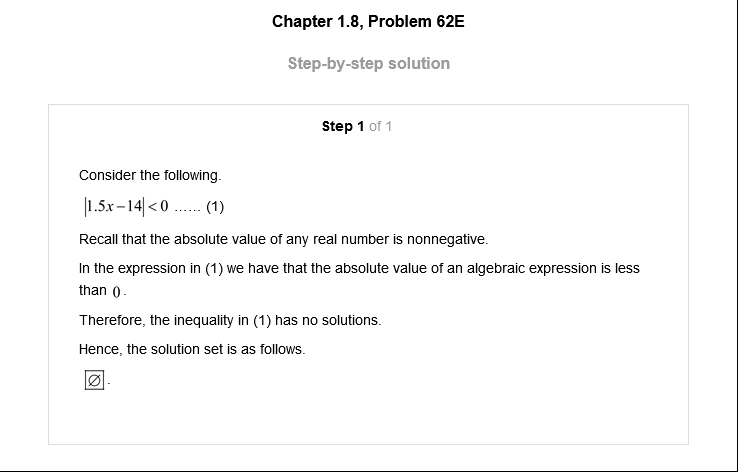 Chapter 1.8, Problem 62E
Step-by-step solution
Step 1 of 1
Consider the following.
|1.5x−14|<0 ...... (1)
Recall that the absolute value of any real number is nonnegative.
In the expression in (1) we have that the absolute value of an algebraic expression is less
than 0.
Therefore, the inequality in (1) has no solutions.
Hence, the solution set is as follows.
∅.